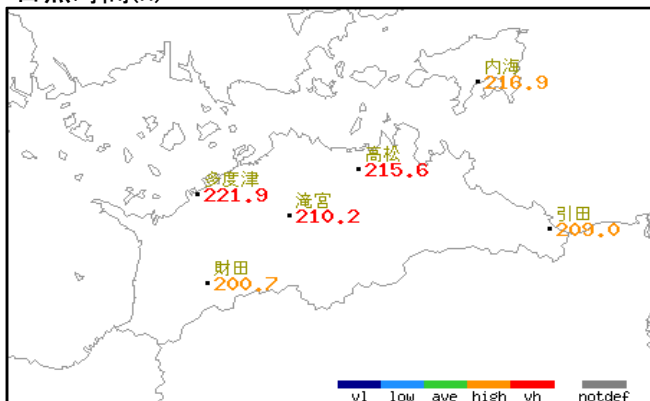 内海
216.9
高松
215.6
多度津
221.9
滝宮
210.2
引田
209.0
財田
200.7
vl low ave high vh notdef